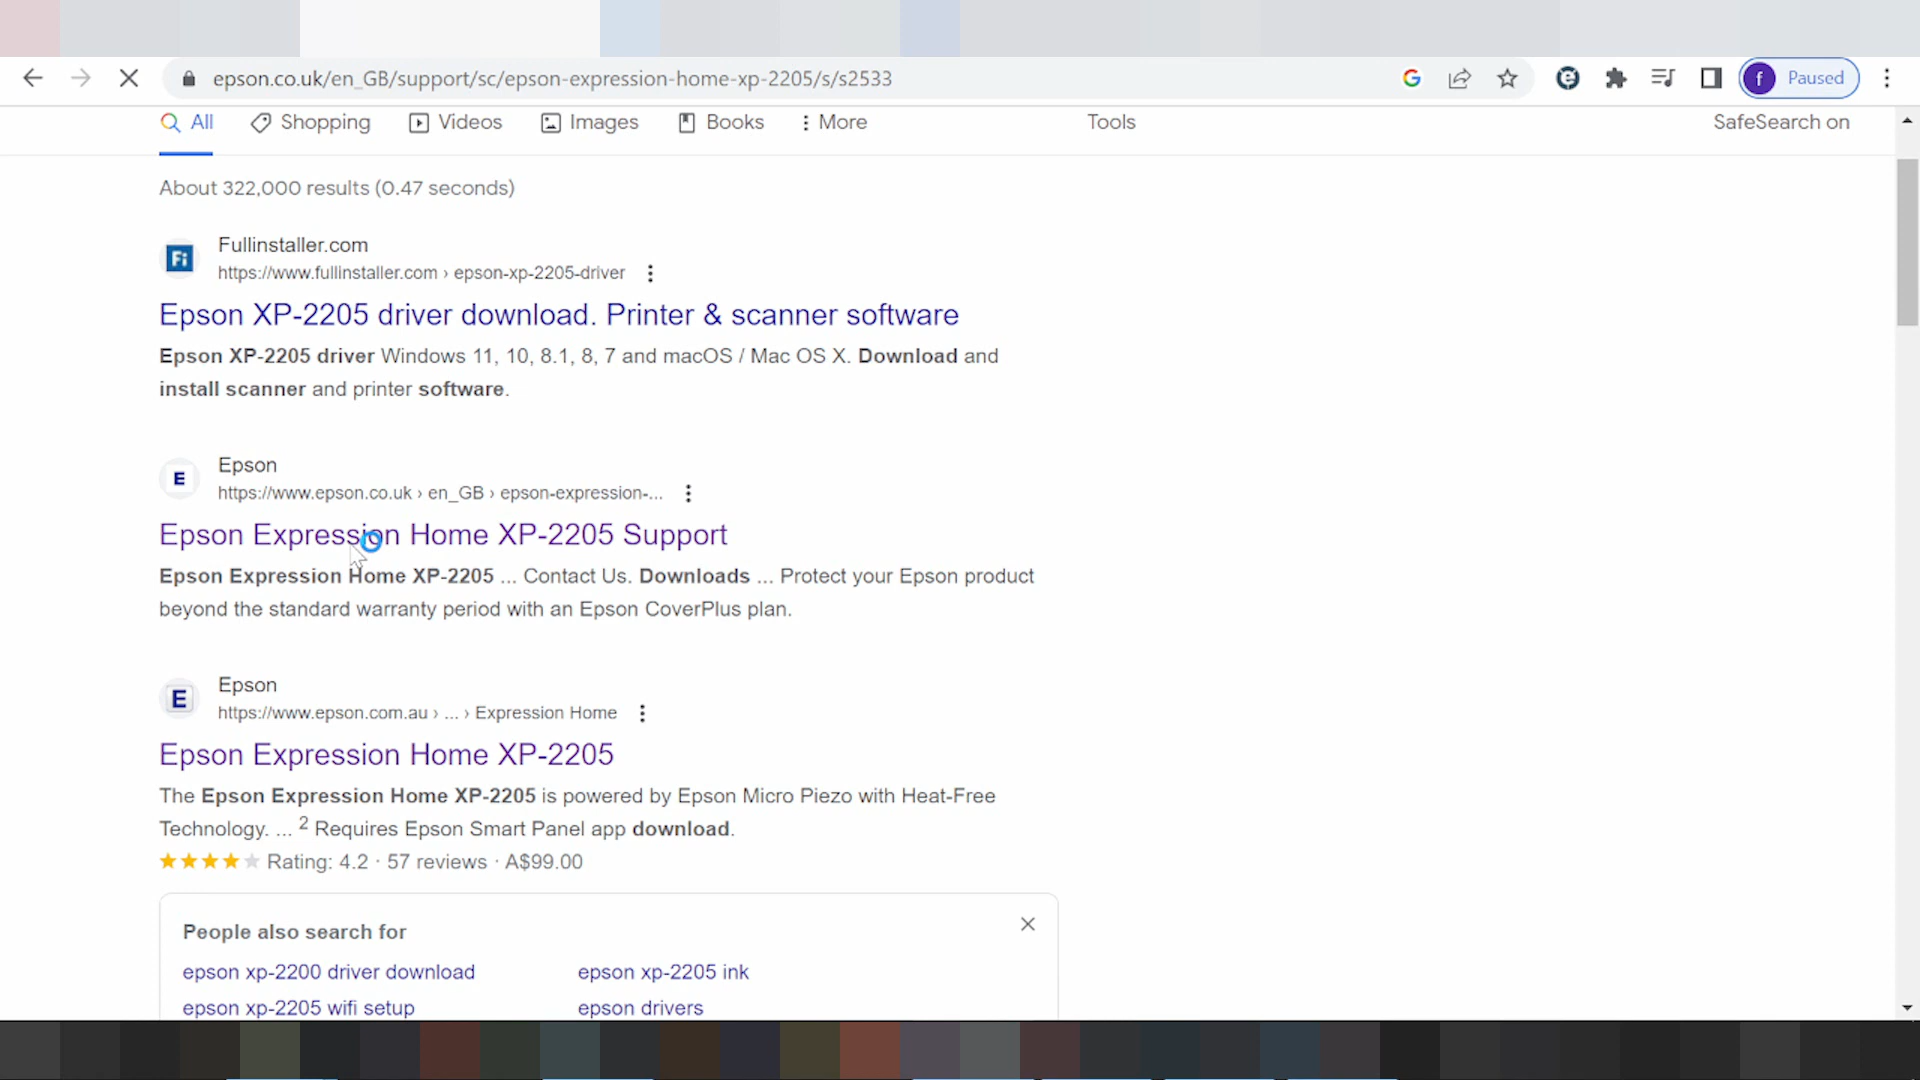 epson.co.uk/en_GB/support/sc/epson-expression-home-xp-2205/s/s2533
f Paused
All Shopping Videos Images Books More Tools SafeSearch on
About 322,000 results (0.47 seconds)
Fi Fullinstaller.com
https://www.fullinstaller.com › epson-xp-2205-driver
Epson XP-2205 driver download. Printer & scanner software
Epson XP-2205 driver Windows 11, 10, 8.1, 8, 7 and macOS / Mac OS X. Download and
install scanner and printer software.
E Epson
https://www.epson.co.uk › en_GB › epson-expression-...
Epson Expression Home XP-2205 Support
Epson Expression Home XP-2205 ... Contact Us. Downloads ... Protect your Epson product
beyond the standard warranty period with an Epson CoverPlus plan.
E Epson
https://www.epson.com.au › ... › Expression Home
Epson Expression Home XP-2205
The Epson Expression Home XP-2205 is powered by Epson Micro Piezo with Heat-Free
Technology. ... 2 Requires Epson Smart Panel app download.
Rating: 4.2 · 57 reviews · A$99.00
People also search for
epson xp-2200 driver download epson xp-2205 ink
epson xp-2205 wifi setup epson drivers